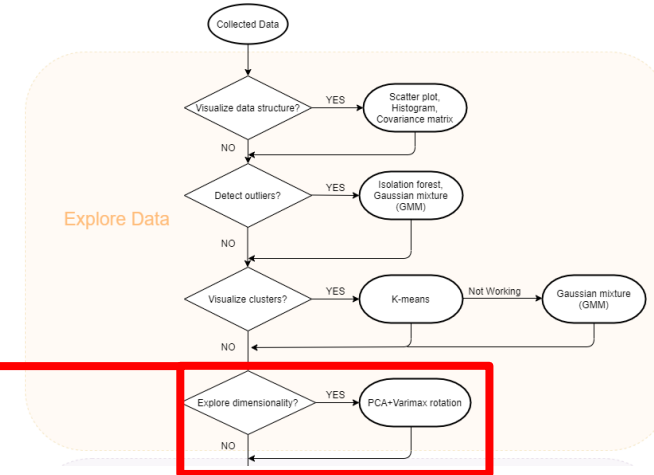 Collected Data
Visualize data structure?
YES
Scatter plot,
Histogram,
Covariance matrix
NO
Detect outliers?
YES
Isolation forest,
Gaussian mixture
(GMM)
Explore Data
NO
Visualize clusters?
YES
K-means
Not Working
Gaussian mixture
(GMM)
NO
Explore dimensionality?
YES
PCA+Varimax rotation
NO